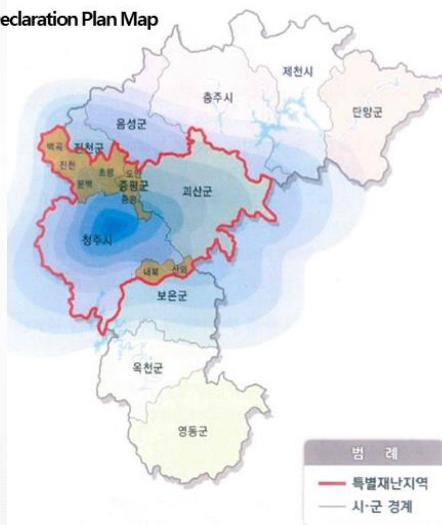 eclaration Plan Map
제천시
충주시
단양군
음성군
백곡
진천군
진천
초평
도안
문백
증평군
괴산군
증평
청주시
내북
산외
보은군
옥천군
영동군
범 례
특별재난지역
시·군 경계